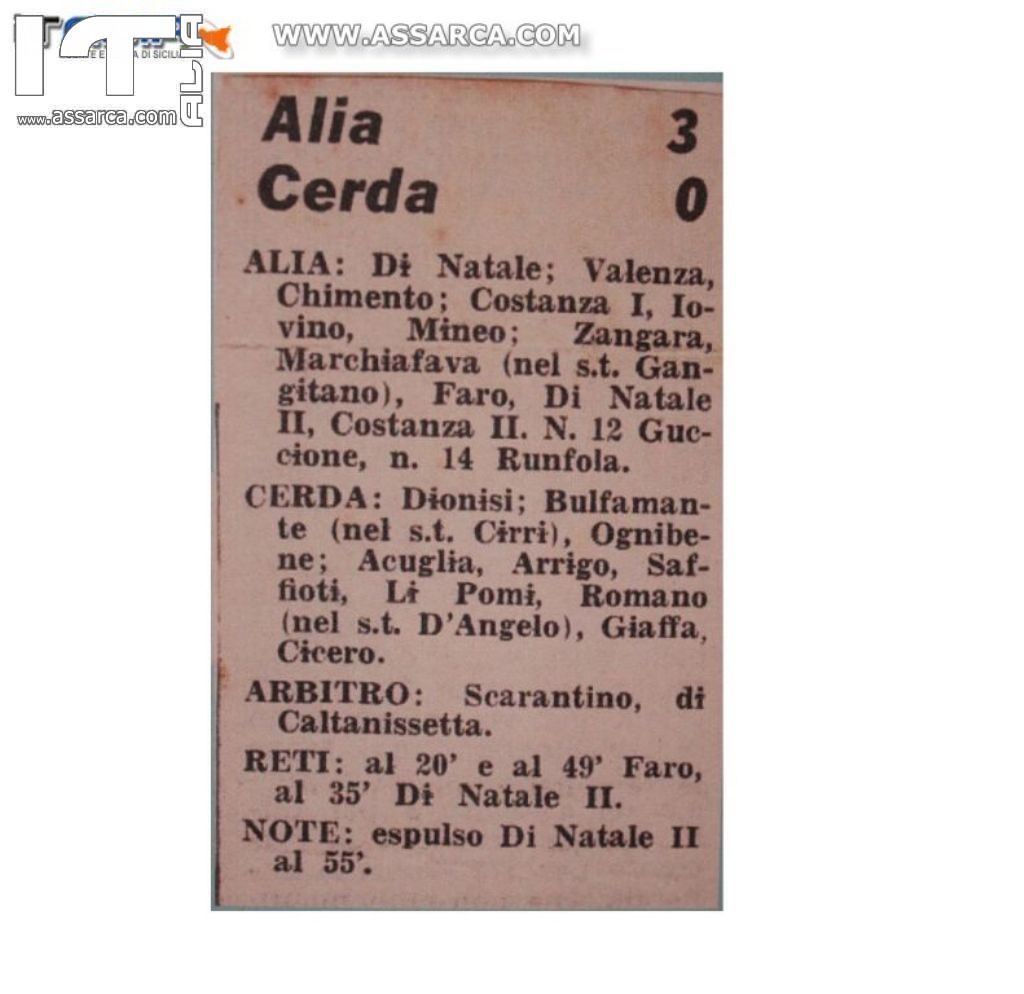 WWW.ASSARCA.COM
DI SICILIA
ALIA
www.assarca.com
Alia 3
Cerda 0
ALIA: Di Natale; Valenza,
Chimento; Costanza I, Io-
vino, Mineo; Zangara,
Marchiafava (nel s.t. Gan-
gitano), Faro, Di Natale
II, Costanza II. N. 12 Guc-
cione, n. 14 Runfola.
CERDA: Dionisi; Bulfaman-
te (nel s.t. Cirri), Ognibe-
ne; Acuglia, Arrigo, Saf-
fioti, Li Pomi, Romano
(nel s.t. D'Angelo), Giaffa,
Cicero.
ARBITRO: Scarantino, di
Caltanissetta.
RETI: al 20' e al 49' Faro,
al 35' Di Natale II.
NOTE: espulso Di Natale II
al 55'.